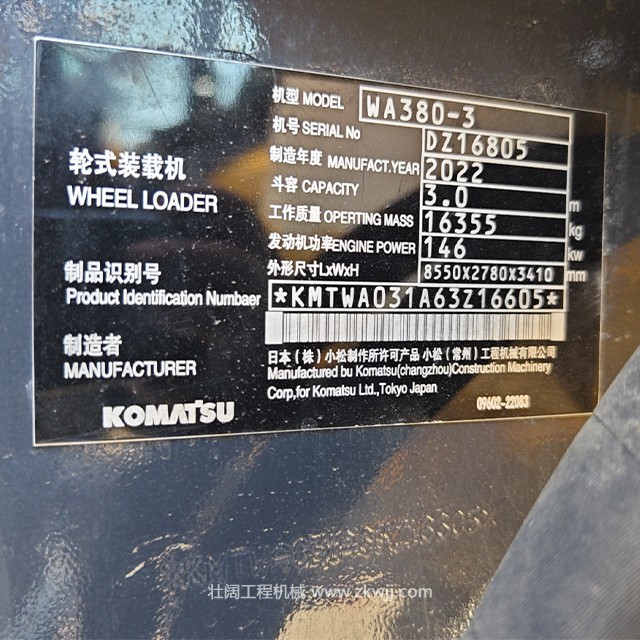 机型 MODEL WA380-3
机号 SERIAL No DZ16805
制造年度 MANUFACT.YEAR 2022
斗容 CAPACITY 3.0 m
工作质量 OPERTING MASS 16355 kg
发动机功率ENGINE POWER 146 kw
外形尺寸LxWxH 8550X2780X3410 mm
轮式装载机
WHEEL LOADER
制品识别号
Product Identification Numbaer *KMTWA031A63Z16605*
制造者
MANUFACTURER
日本（株）小松制作所许可产品 小松（常州）工程机械有限公司
Manufactured by Komatsu(changzhou)Construction Machinery
Corp,for Komatsu Ltd.,Tokyo Japan
KOMATSU
09602-22083
壮阔工程机械 www.zkwjj.com